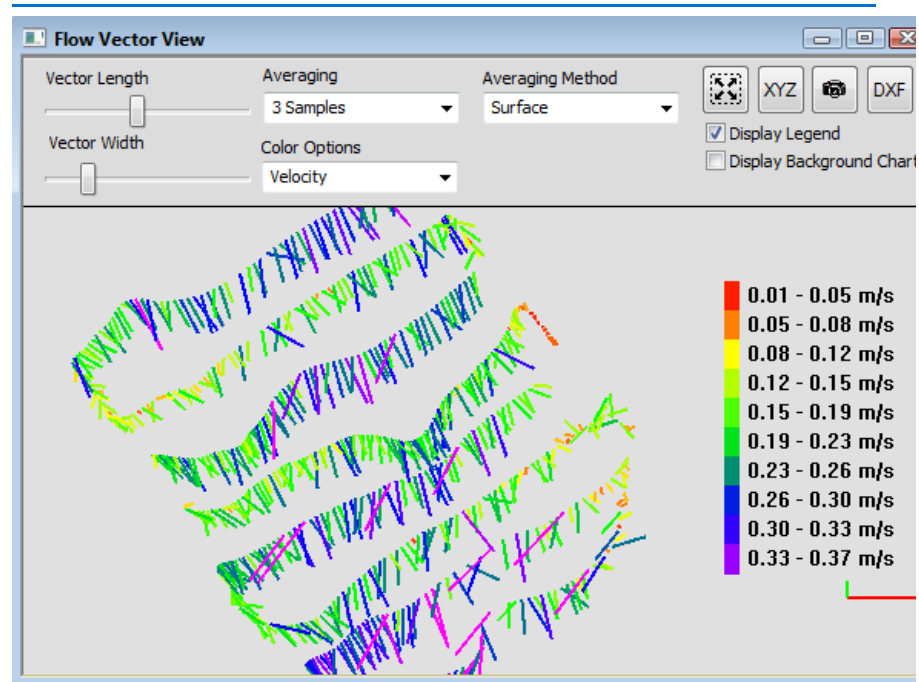 Flow Vector View
Vector Length
Averaging
Averaging Method
3 Samples
Surface
XYZ
DXF
Display Legend
Vector Width
Color Options
Display Background Chart
Velocity
0.01 - 0.05 m/s
0.05 - 0.08 m/s
0.08 - 0.12 m/s
0.12 - 0.15 m/s
0.15 - 0.19 m/s
0.19 - 0.23 m/s
0.23 - 0.26 m/s
0.26 - 0.30 m/s
0.30 - 0.33 m/s
0.33 - 0.37 m/s